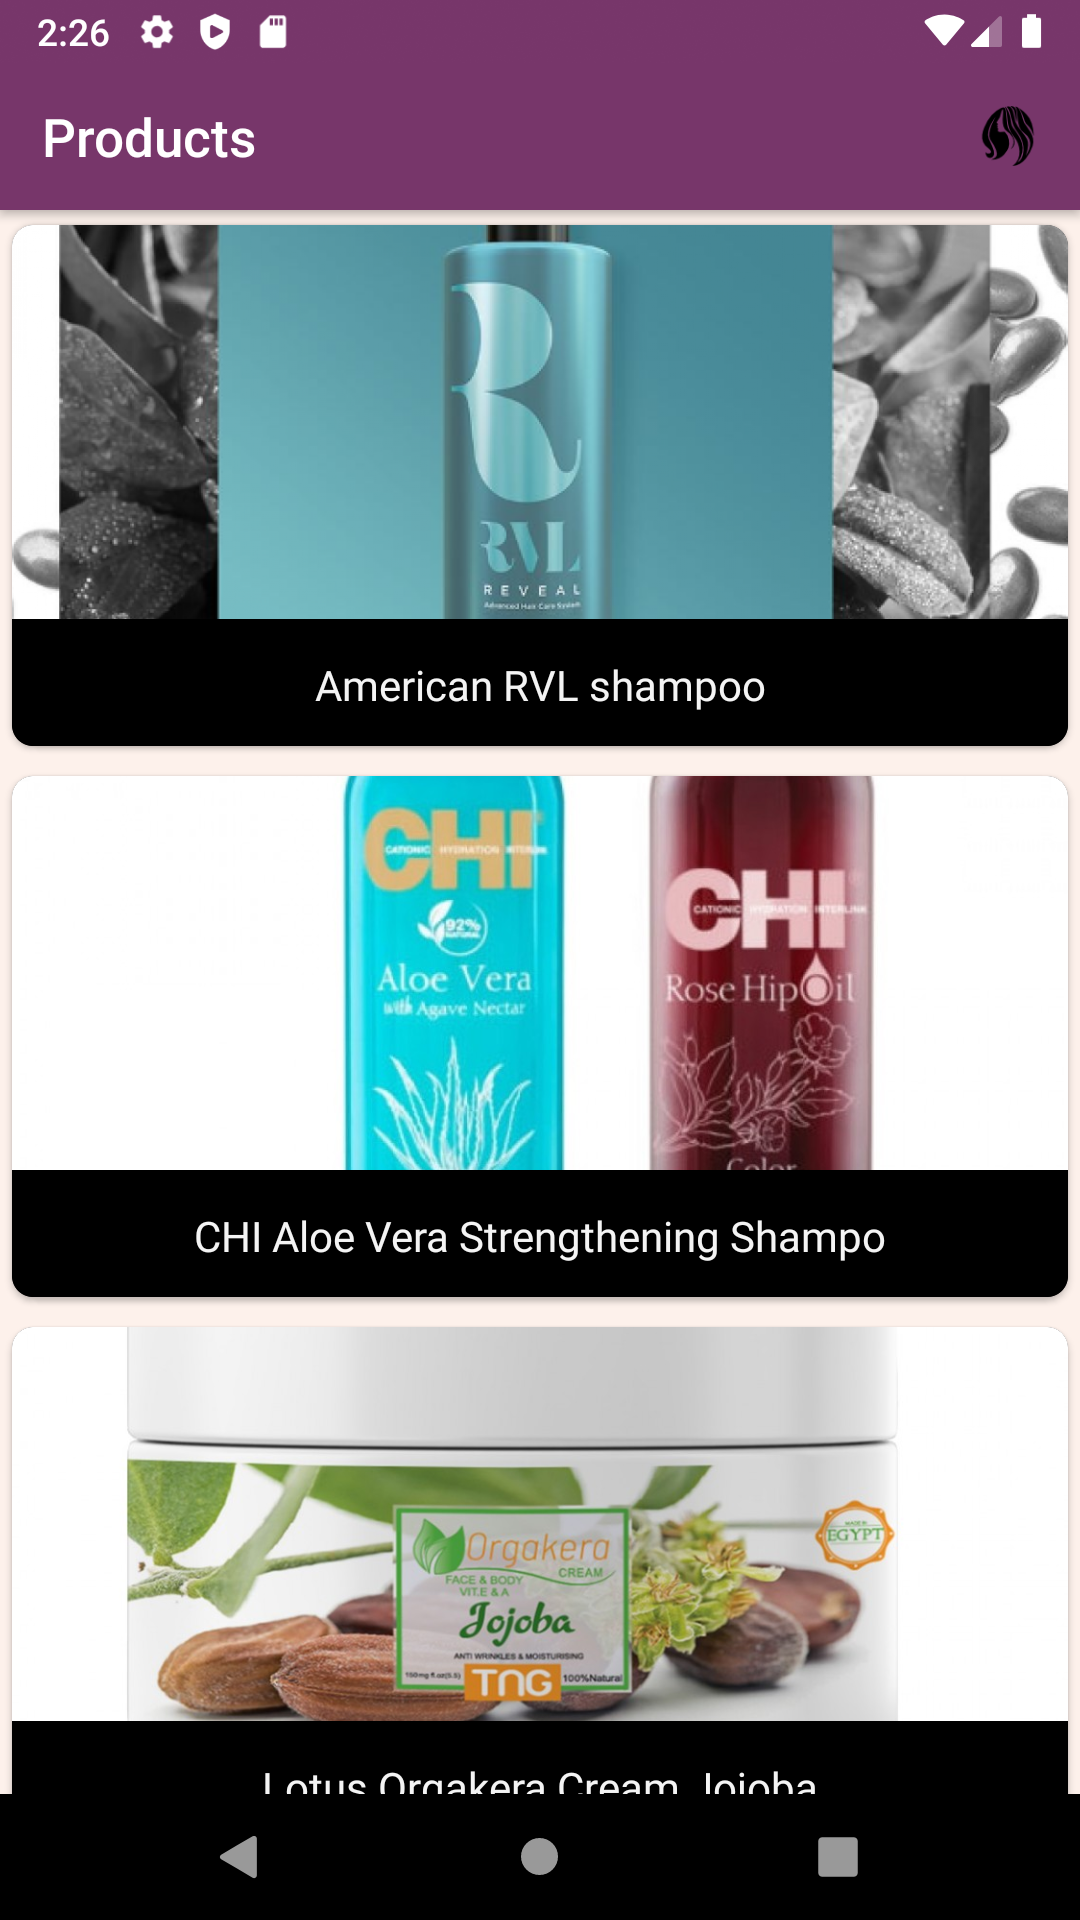 2:26
Products
R
RVL
REVEAL
Advanced Hair Care System
American RVL shampoo
CHI
CATIONIC HYDRATION INTERLINK
92%
NATURAL
Aloe Vera
with Agave Nectar
CHI
CATIONIC HYDRATION INTERLINK
Rose Hip Oil
Color
CHI Aloe Vera Strengthening Shampo
MADE IN
EGYPT
Orgakera
CREAM
FACE & BODY
VIT.E & A
Jojoba
ANTI WRINKLES & MOISTURISING
150mg fl.oz(5.5)
TNG
100%Natural
Lotus Orgakera Cream Jojoba